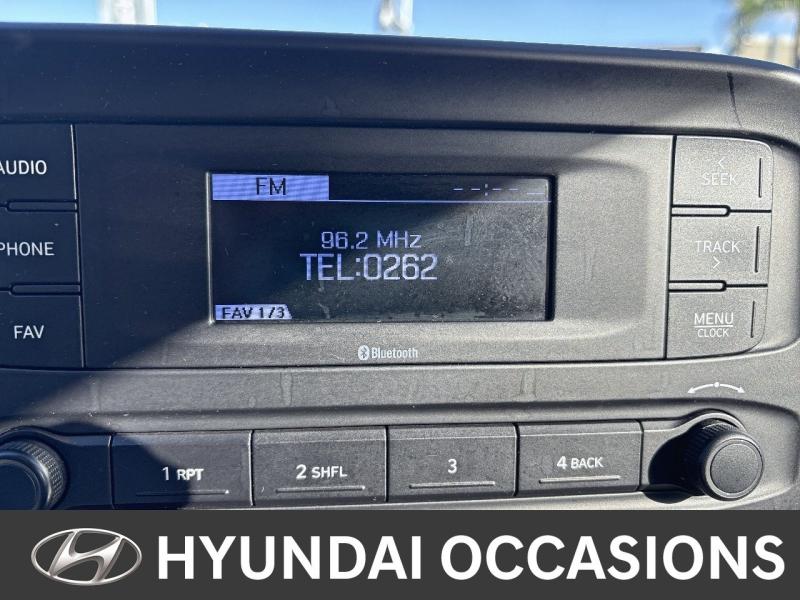 AUDIO
PHONE
FAV
FM --:--
96.2 MHz
TEL:0262
FAV 1/3
Bluetooth
< SEEK
TRACK >
MENU
CLOCK
1 RPT 2 SHFL 3 4 BACK
HYUNDAI OCCASIONS